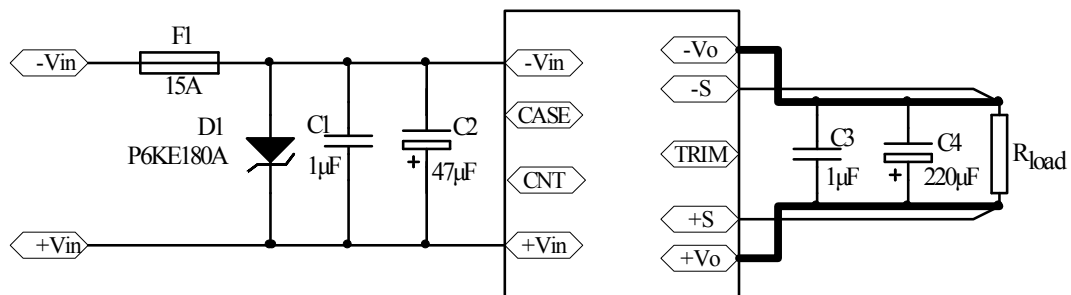 F1
-Vin
15A
-Vin
-Vo
-S
D1
P6KE180A
C1
1μF
C2
+
47μF
CASE
CNT
TRIM
C3
1μF
C4
+
220μF
Rload
+Vin
+Vin
+S
+Vo